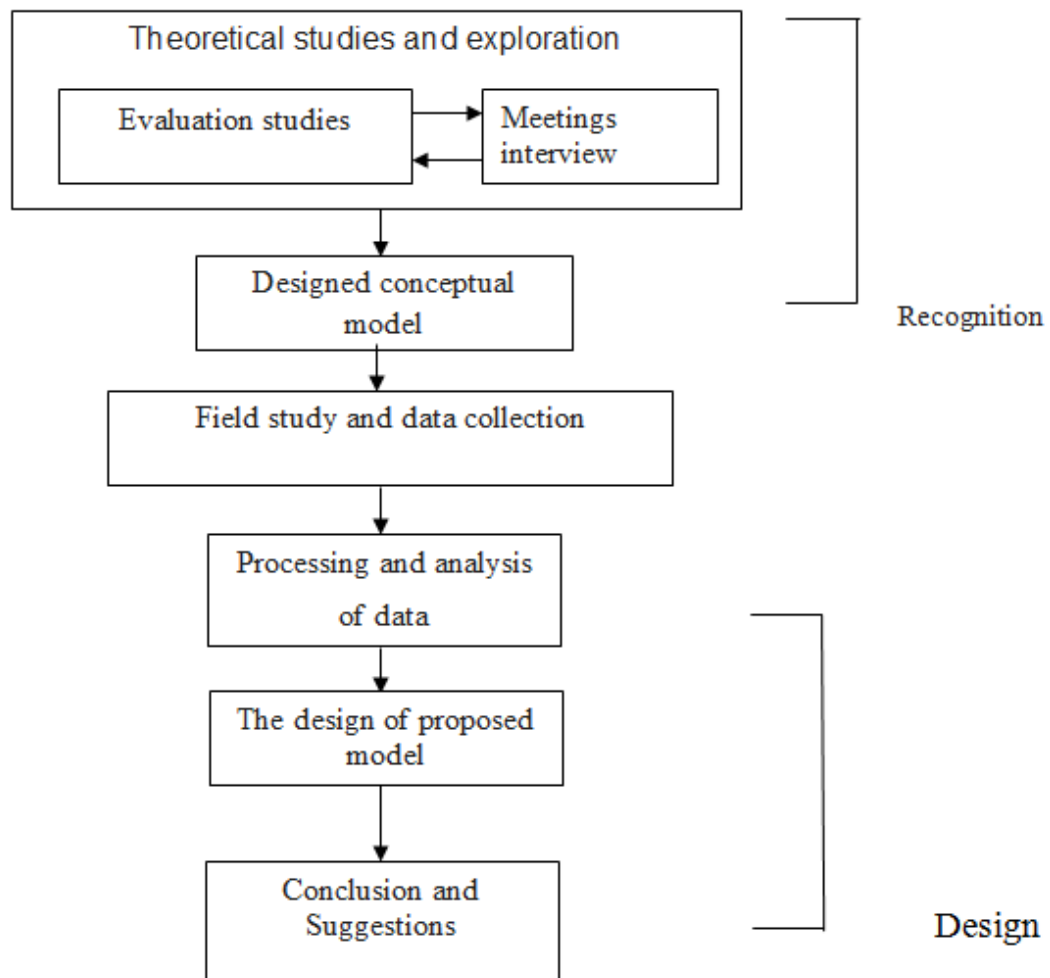 Theoretical studies and exploration
Evaluation studies
Meetings
interview
Designed conceptual
model
Recognition
Field study and data collection
Processing and analysis
of data
The design of proposed
model
Conclusion and
Suggestions
Design